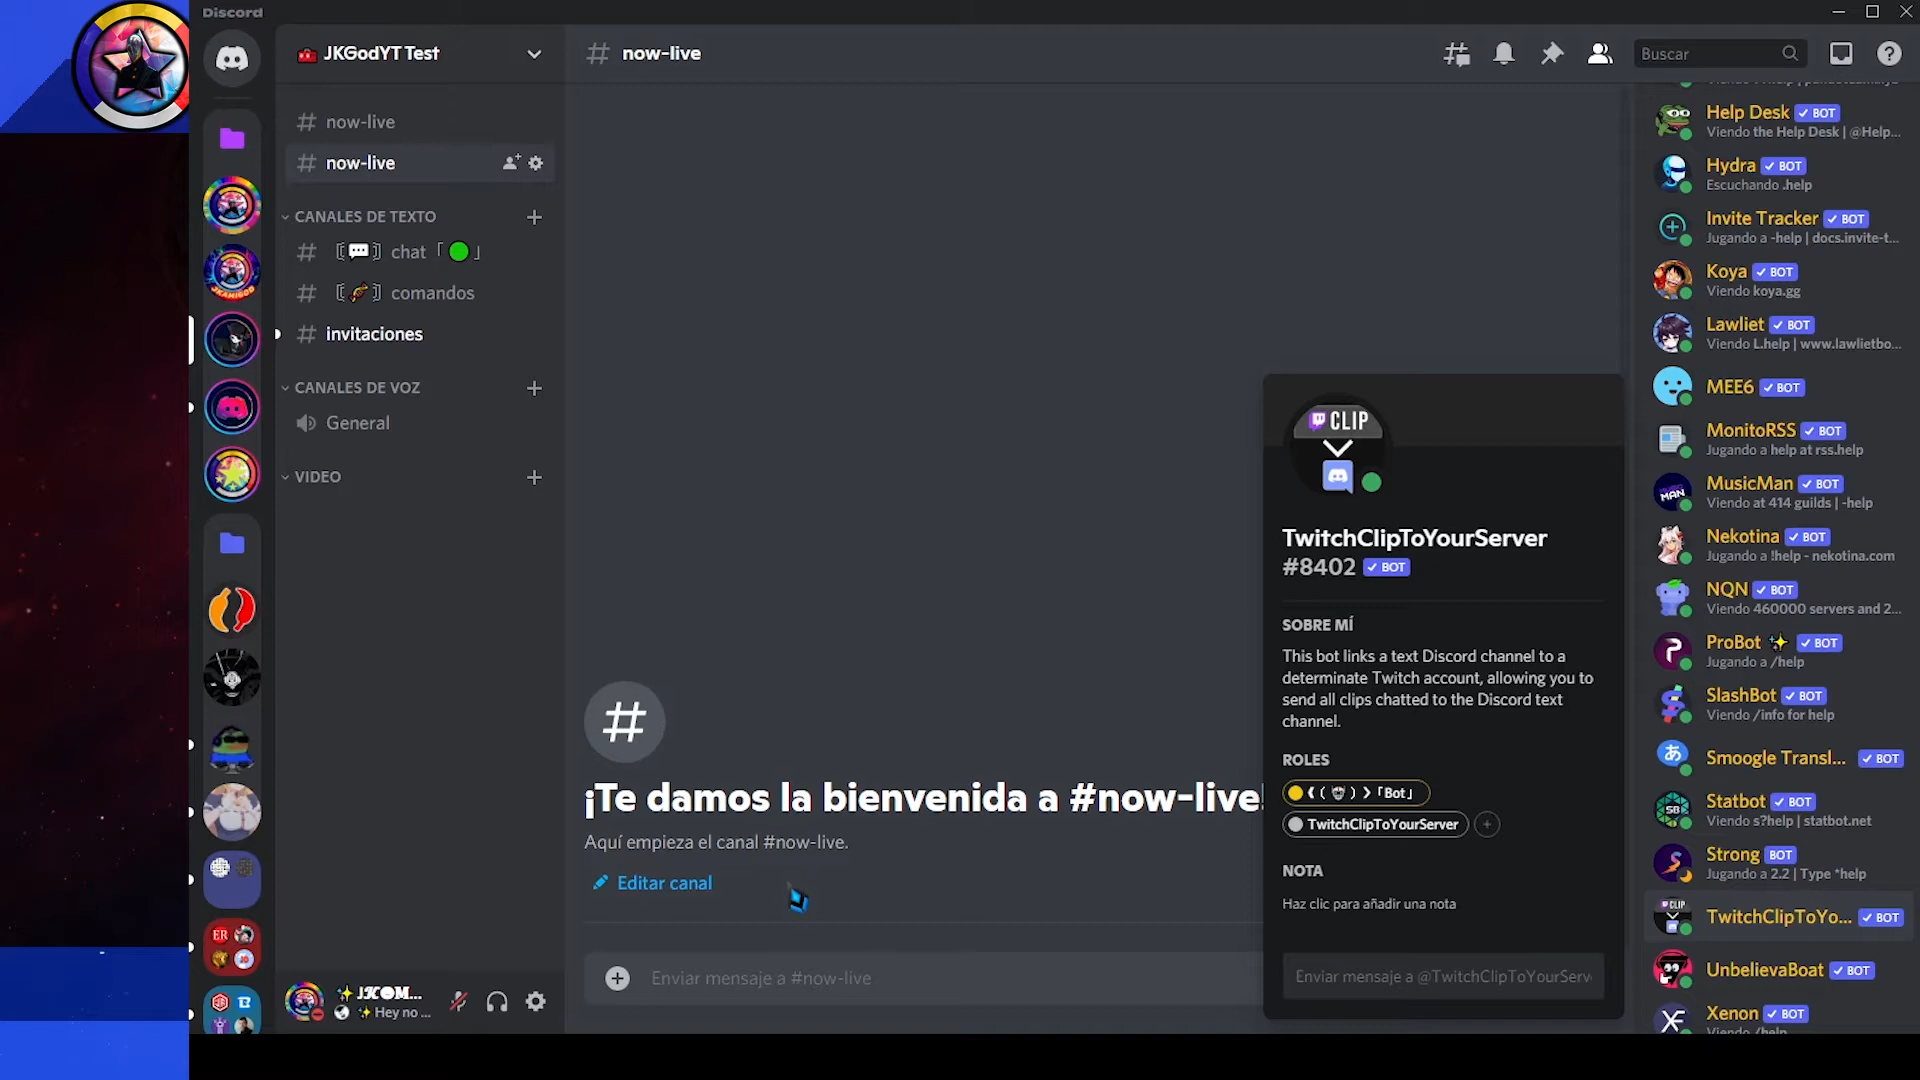 Discord
JKGodYT Test
now-live
now-live
CANALES DE TEXTO
chat
comandos
invitaciones
CANALES DE VOZ
General
VIDEO
Hey no ...
now-live
Buscar
¡Te damos la bienvenida a #now-live!
Aquí empieza el canal #now-live.
Editar canal
Enviar mensaje a #now-live
CLIP
TwitchClipToYourServer
#8402 BOT
SOBRE MÍ
This bot links a text Discord channel to a
determinate Twitch account, allowing you to
send all clips chatted to the Discord text
channel.
ROLES
「Bot」
TwitchClipToYourServer
NOTA
Haz clic para añadir una nota
Enviar mensaje a @TwitchClipToYourServ
Help Desk BOT
Viendo the Help Desk | @Help...
Hydra BOT
Escuchando .help
Invite Tracker BOT
Jugando a -help | docs.invite-t...
Koya BOT
Viendo koya.gg
Lawliet BOT
Viendo L.help | www.lawlietbo...
MEE6 BOT
MonitoRSS BOT
Jugando a help at rss.help
MusicMan BOT
Viendo at 414 guilds | -help
Nekotina BOT
Jugando a !help - nekotina.com
NQN BOT
Viendo 460000 servers and 2...
ProBot ✨ BOT
Jugando a /help
SlashBot BOT
Viendo /info for help
Smoogle Transl... BOT
Statbot BOT
Viendo s?help | statbot.net
Strong BOT
Jugando a 2.2 | Type *help
TwitchClipToYo... BOT
UnbelievaBoat BOT
Xenon BOT
Viendo /help